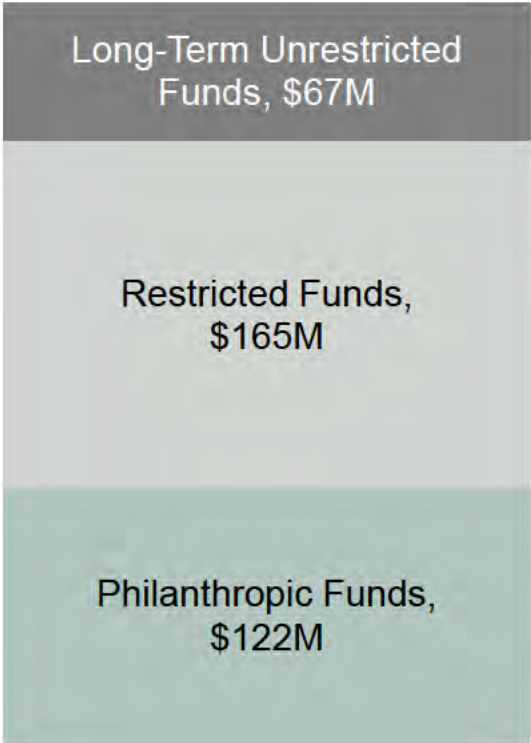 Long-Term Unrestricted
Funds, $67M
Restricted Funds,
$165M
Philanthropic Funds,
$122M